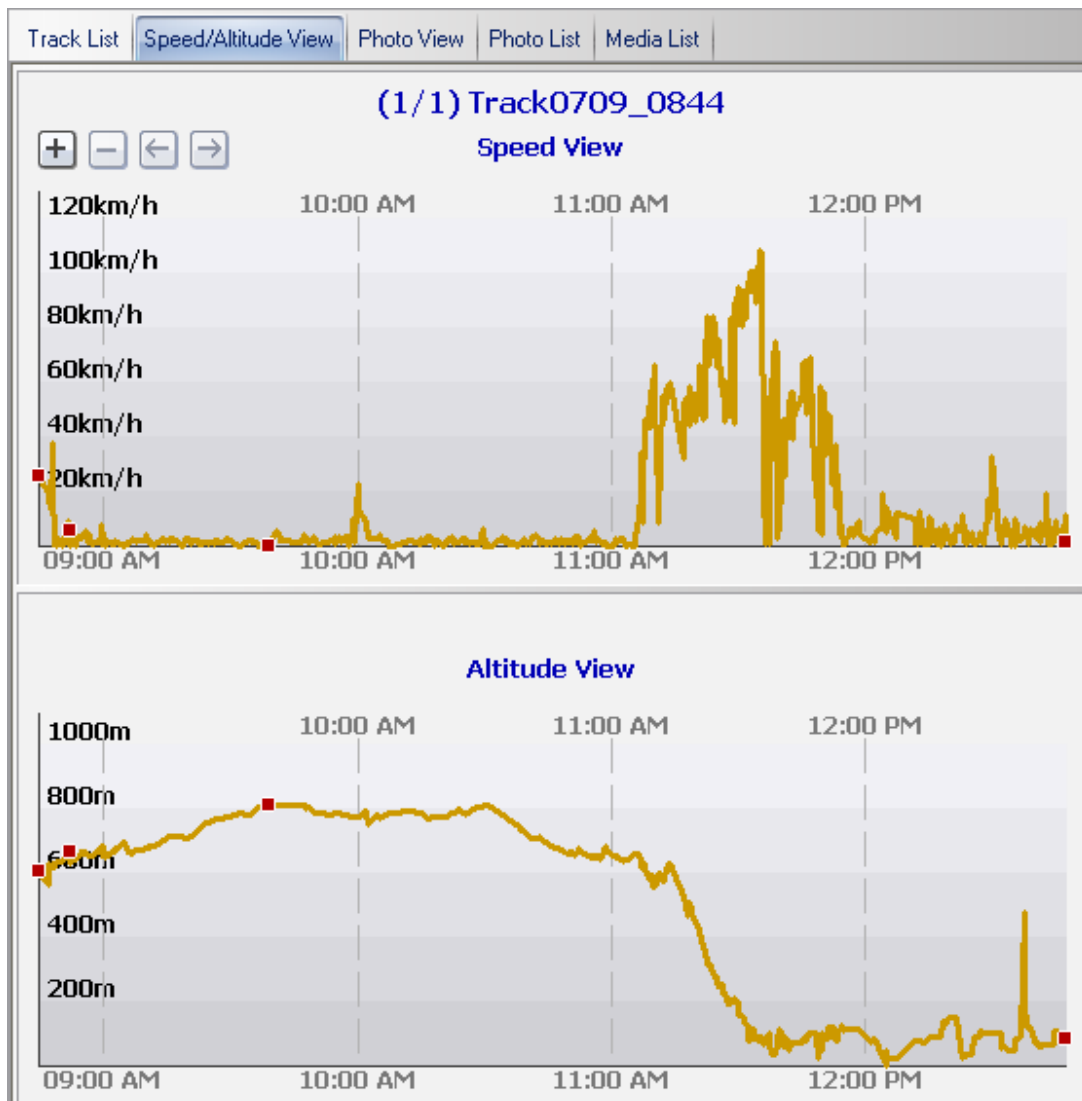 Track List Speed/Altitude View Photo View Photo List Media List
(1/1) Track0709_0844
Speed View
120km/h 10:00 AM 11:00 AM 12:00 PM
100km/h
80km/h
60km/h
40km/h
20km/h
09:00 AM 10:00 AM 11:00 AM 12:00 PM
Altitude View
1000m 10:00 AM 11:00 AM 12:00 PM
800m
600m
400m
200m
09:00 AM 10:00 AM 11:00 AM 12:00 PM